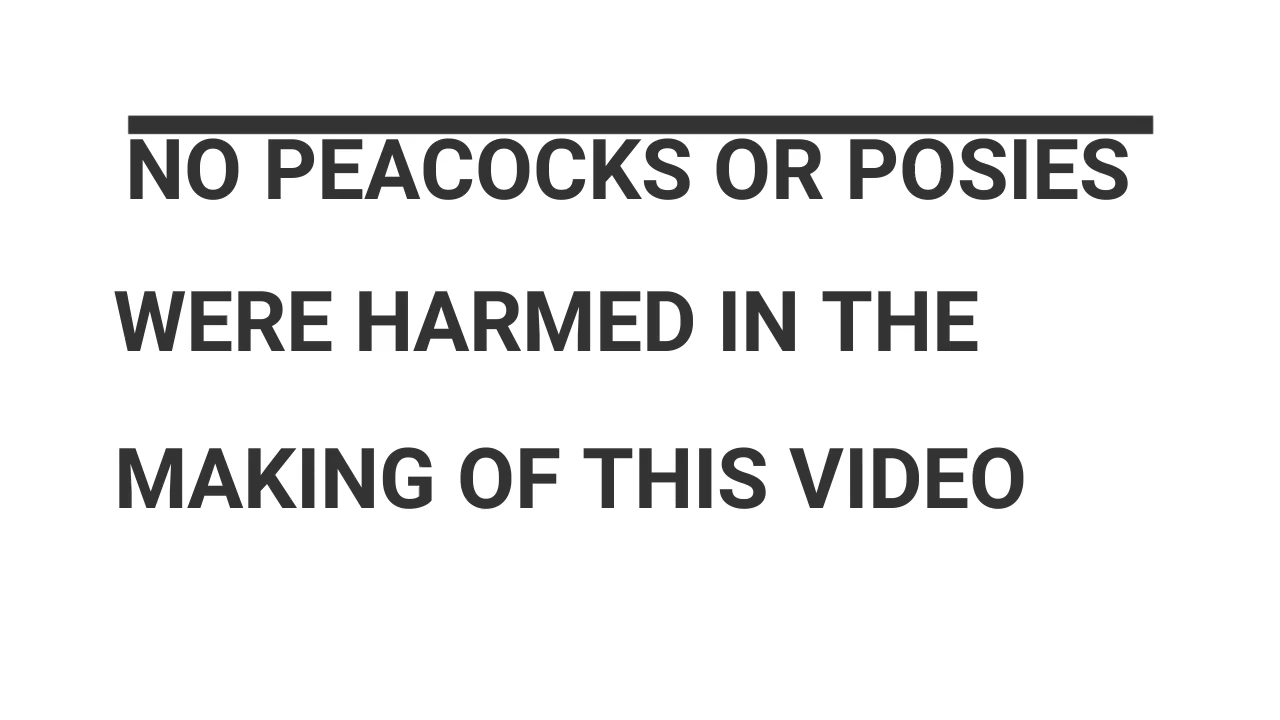 NO PEACOCKS OR POSIES
WERE HARMED IN THE
MAKING OF THIS VIDEO